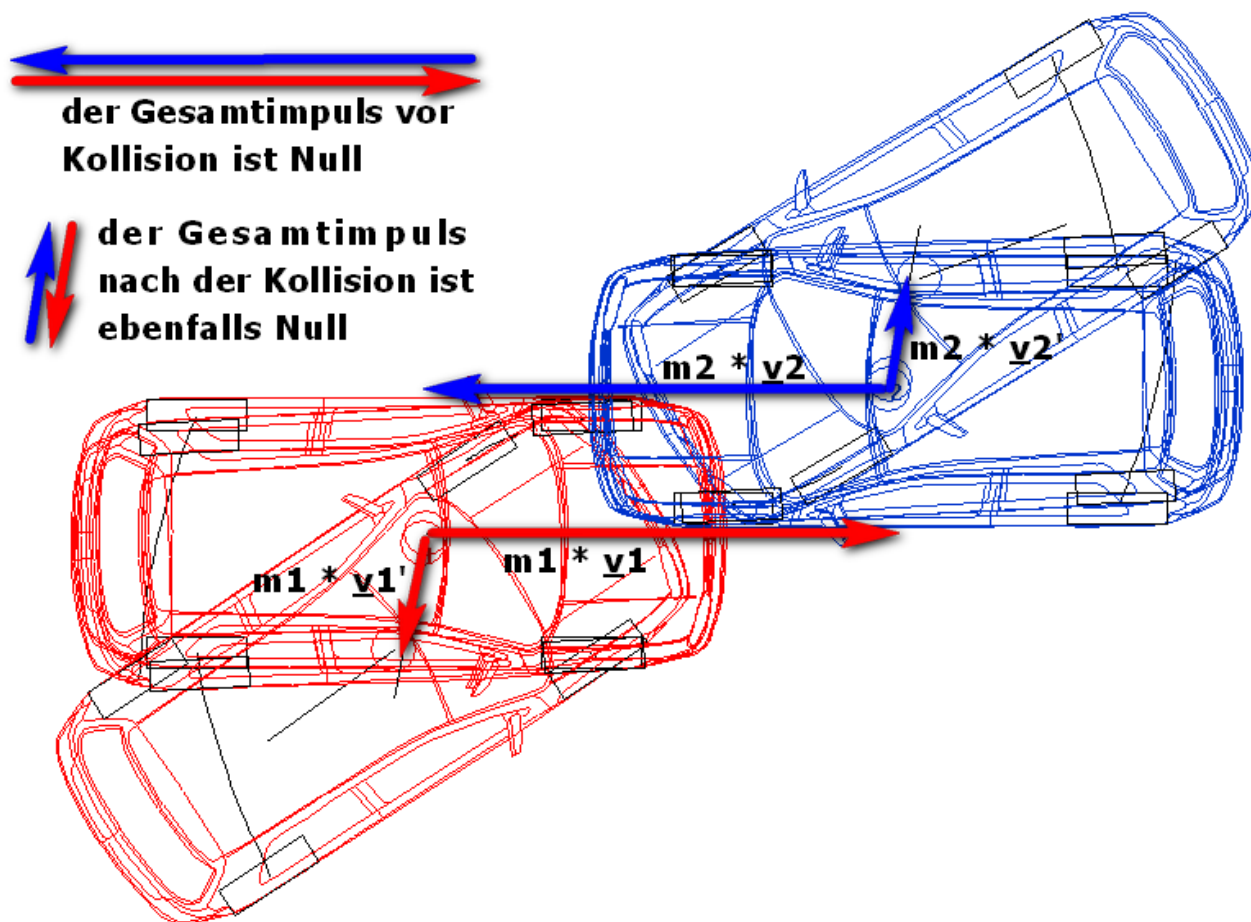 der Gesamtimpuls vor
Kollision ist Null
der Gesamtimpuls
nach der Kollision ist
ebenfalls Null
m2 * v2
m2 * v2'
m1 * v1'
m1 * v1